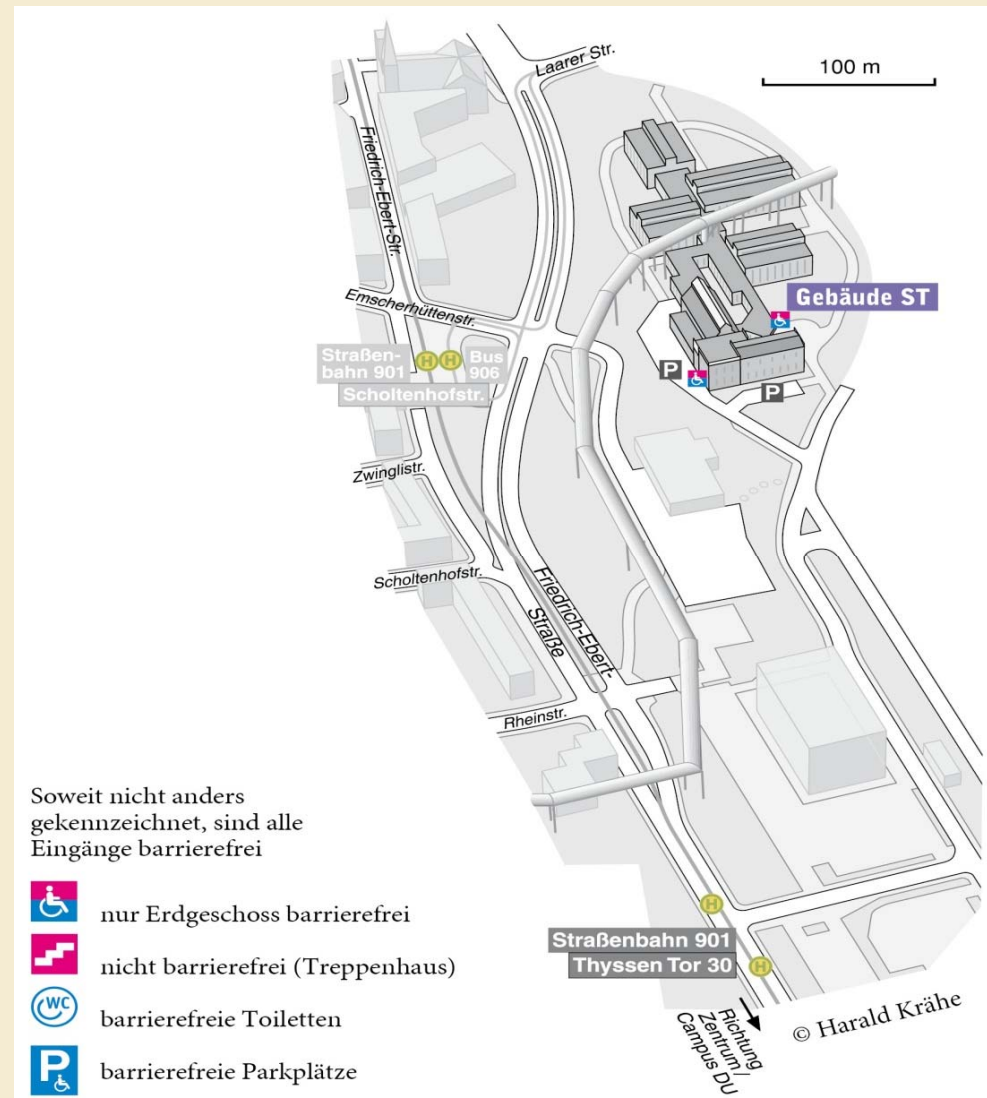 Laarer Str.
100 m
Friedrich-Ebert-Str.
Gebäude ST
Emscherhüttenstr.
Straßen-
bahn 901
H
H
Bus
906
Scholtenhofstr.
P
P
Zwinglistr.
Scholtenhofstr.
Friedrich-Ebert-
Straße
Rheinstr.
Soweit nicht anders
gekennzeichnet, sind alle
Eingänge barrierefrei
nur Erdgeschoss barrierefrei
nicht barrierefrei (Treppenhaus)
WC
barrierefreie Toiletten
P
barrierefreie Parkplätze
H
Straßenbahn 901
Thyssen Tor 30
H
Richtung
Zentrum /
Campus DU
© Harald Krähe